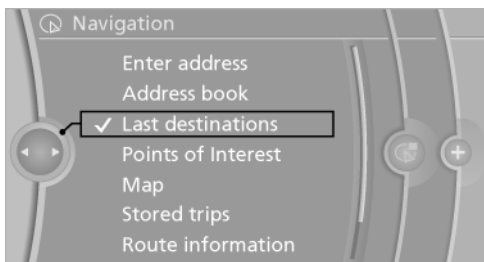 Navigation
Enter address
Address book
Last destinations
Points of Interest
Map
Stored trips
Route information